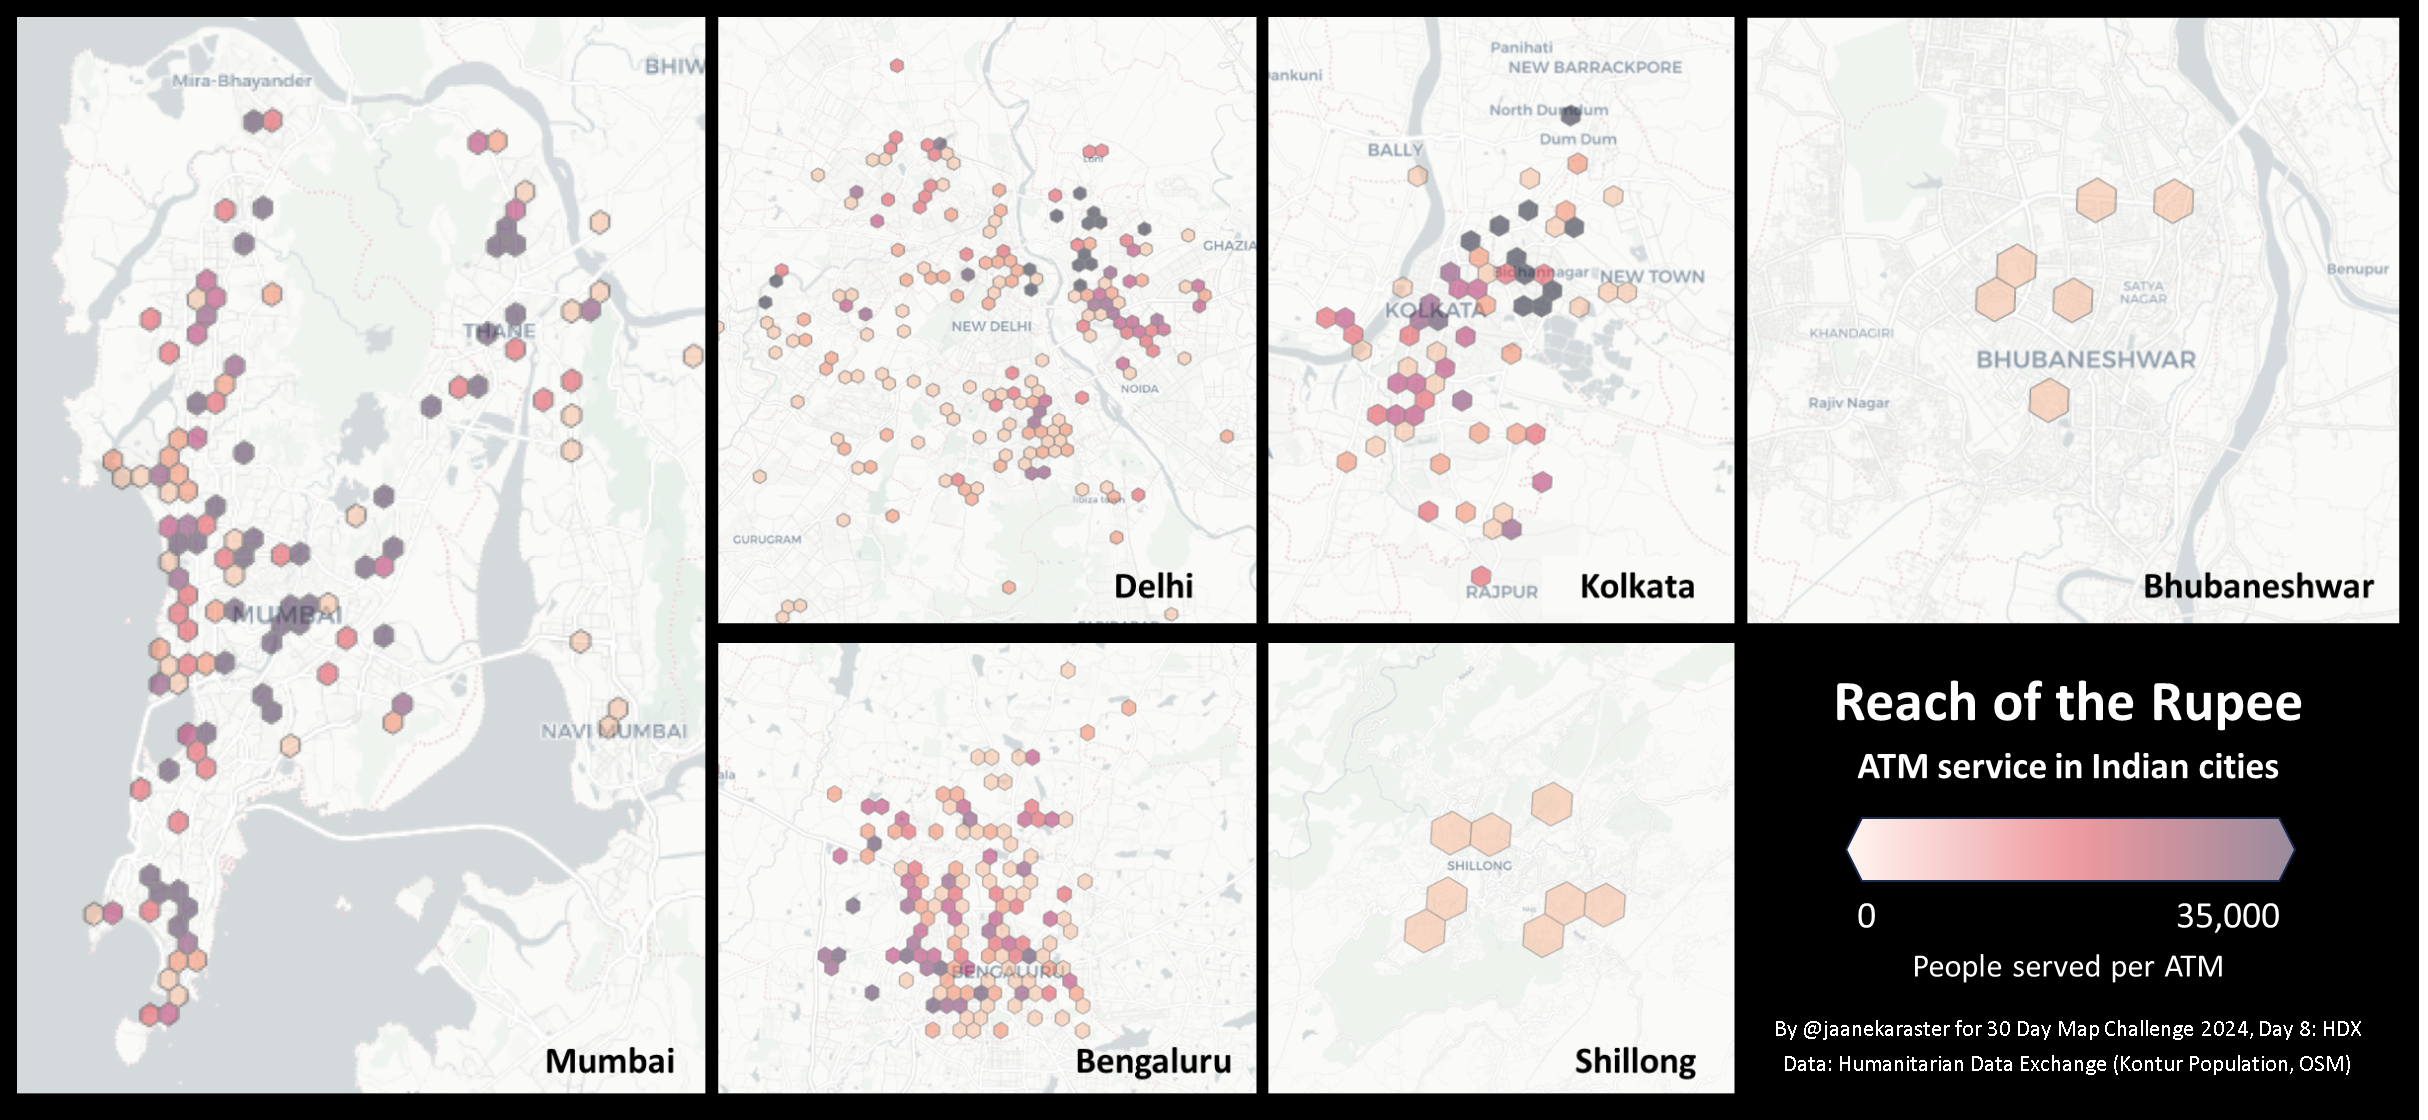 Mira-Bhayander
BHIW
THANE
MUMBAI
NAVI MUMBAI
Mumbai
Loni
GHAZIA
NEW DELHI
NOIDA
GURUGRAM
Delhi
Panihati
ankuni
NEW BARRACKPORE
North Dumdum
Dum Dum
BALLY
Bidhannagar
NEW TOWN
KOLKATA
RAJPUR
Kolkata
Benupur
SATYA
NAGAR
KHANDAGIRI
BHUBANESHWAR
Rajiv Nagar
Bhubaneshwar
ala
BENGALURU
Bengaluru
SHILLONG
Shillong
Reach of the Rupee
ATM service in Indian cities
0
35,000
People served per ATM
By @jaanekaraster for 30 Day Map Challenge 2024, Day 8: HDX
Data: Humanitarian Data Exchange (Kontur Population, OSM)